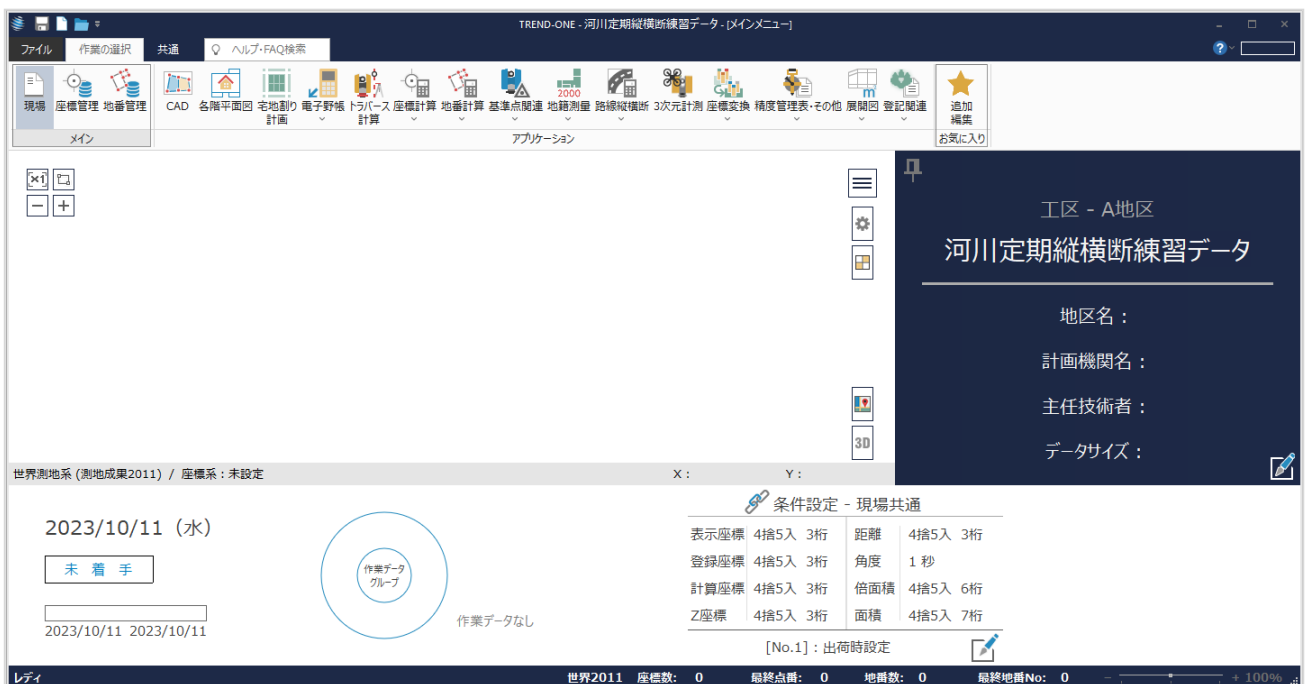 TREND-ONE - 河川定期縦横断練習データ - [メインメニュー]
ファイル 作業の選択 共通 ヘルプ・FAQ検索
現場 座標管理 地番管理 CAD 各階平面図 宅地割り計画 電子野帳 トラバース計算 座標計算 地番計算 基準点関連 地籍測量 2000 路線縦横断 3次元計測 座標変換 精度管理表・その他 展開図 m 登記関連 追加編集
メイン アプリケーション お気に入り
×1
工区 - A地区
河川定期縦横断練習データ
地区名：
計画機関名：
主任技術者：
データサイズ：
3D
世界測地系 (測地成果2011) / 座標系：未設定 X： Y：
2023/10/11（水）
未着手
2023/10/11 2023/10/11
作業データ
グループ
作業データなし
条件設定 - 現場共通
表示座標 4捨5入 3桁 距離 4捨5入 3桁
登録座標 4捨5入 3桁 角度 1 秒
計算座標 4捨5入 3桁 倍面積 4捨5入 6桁
Z座標 4捨5入 3桁 面積 4捨5入 7桁
[No.1]：出荷時設定
レディ 世界2011 座標数: 0 最終点番: 0 地番数: 0 最終地番No: 0 - + 100%